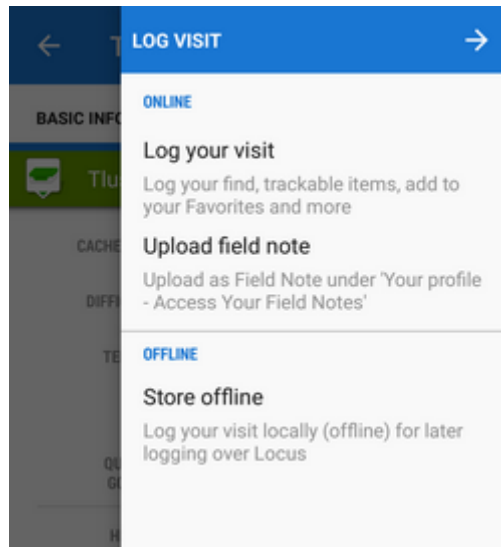 LOG VISIT
BASIC INFO
ONLINE
Log your visit
Log your find, trackable items, add to
your Favorites and more
Upload field note
Upload as Field Note under 'Your profile
- Access Your Field Notes'
CACHE
OFFLINE
Store offline
Log your visit locally (offline) for later
logging over Locus